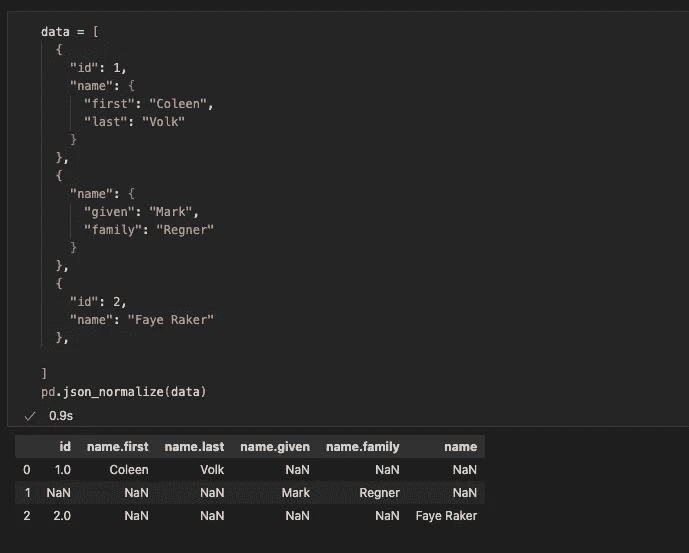 data = [
{
"id": 1,
"name": {
"first": "Coleen",
"last": "Volk"
}
},
{
"name": {
"given": "Mark",
"family": "Regner"
}
},
{
"id": 2,
"name": "Faye Raker"
},
]
pd.json_normalize(data)
✓ 0.9s
id name.first name.last name.given name.family name
0 1.0 Coleen Volk NaN NaN NaN
1 NaN NaN NaN Mark Regner NaN
2 2.0 NaN NaN NaN NaN Faye Raker